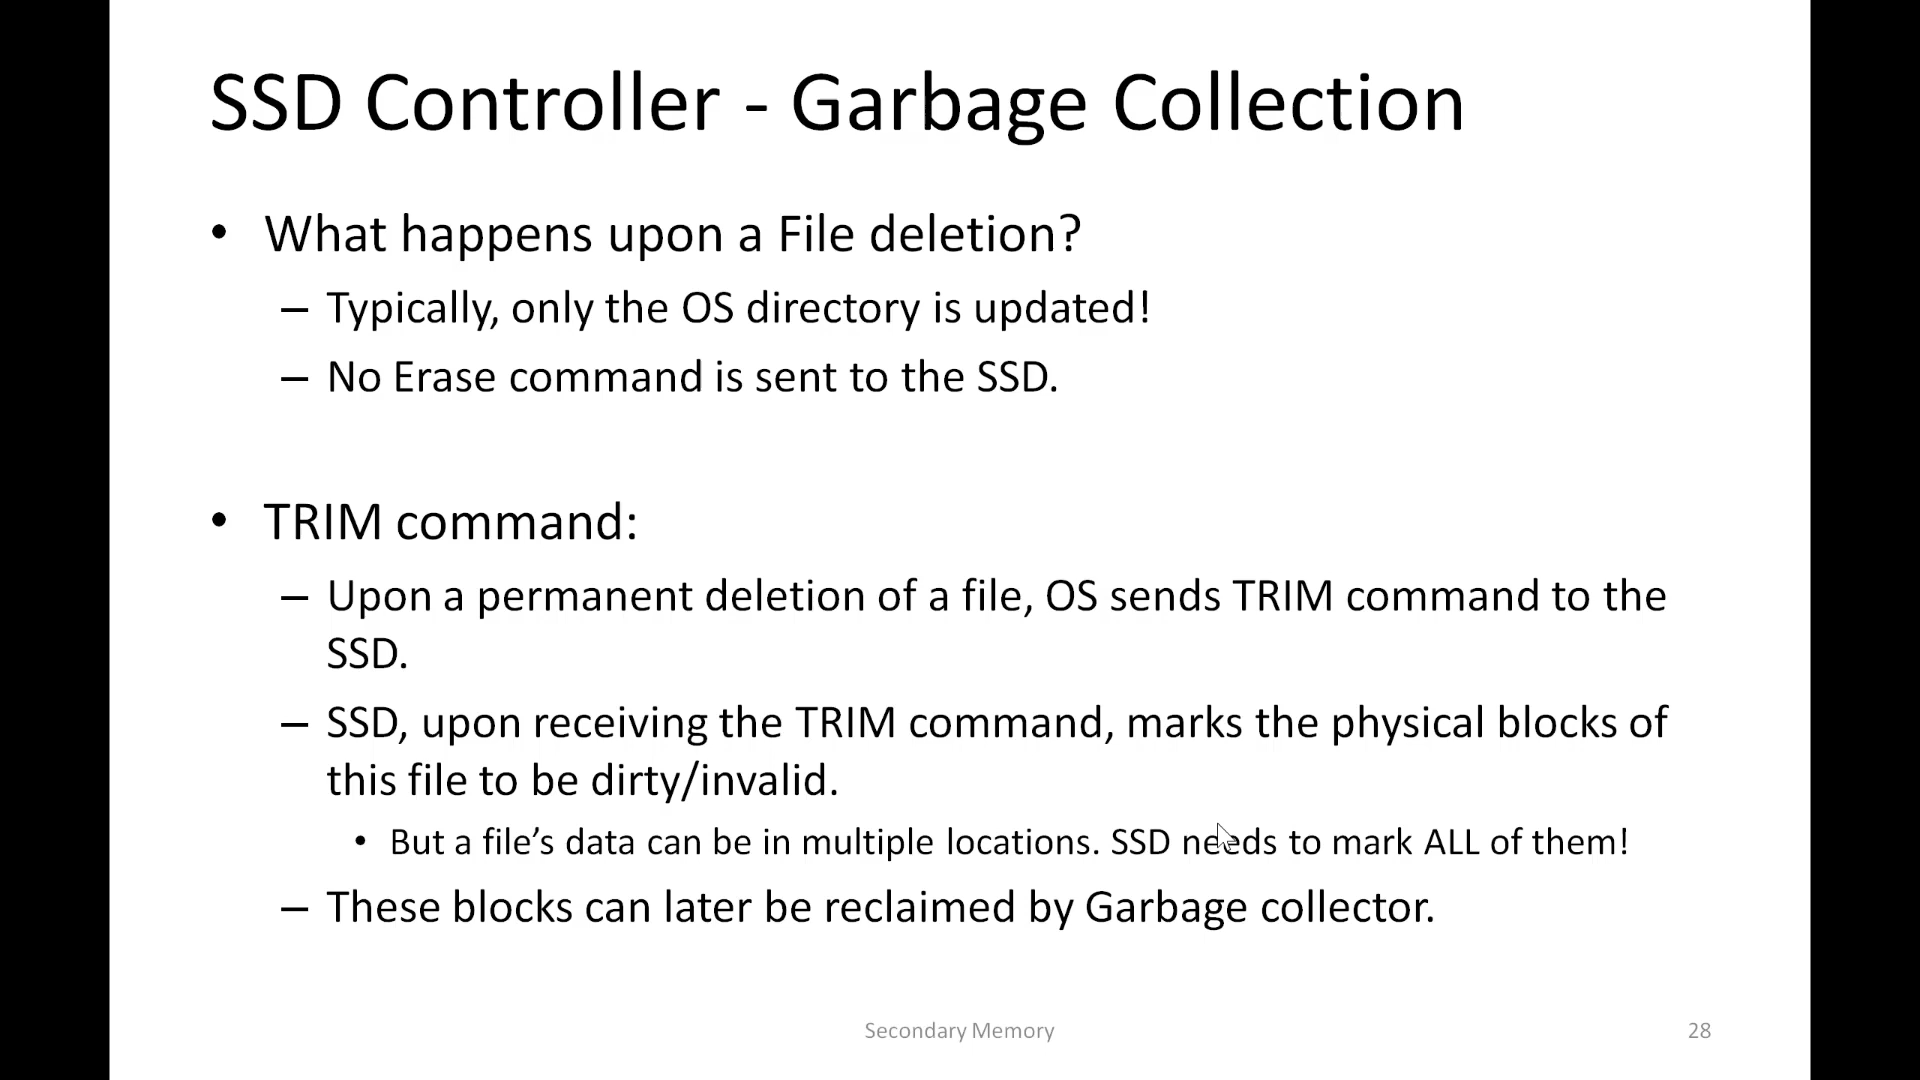 SSD Controller - Garbage Collection
• What happens upon a File deletion?
– Typically, only the OS directory is updated!
– No Erase command is sent to the SSD.
• TRIM command:
– Upon a permanent deletion of a file, OS sends TRIM command to the
SSD.
– SSD, upon receiving the TRIM command, marks the physical blocks of
this file to be dirty/invalid.
• But a file’s data can be in multiple locations. SSD needs to mark ALL of them!
– These blocks can later be reclaimed by Garbage collector.
Secondary Memory
28